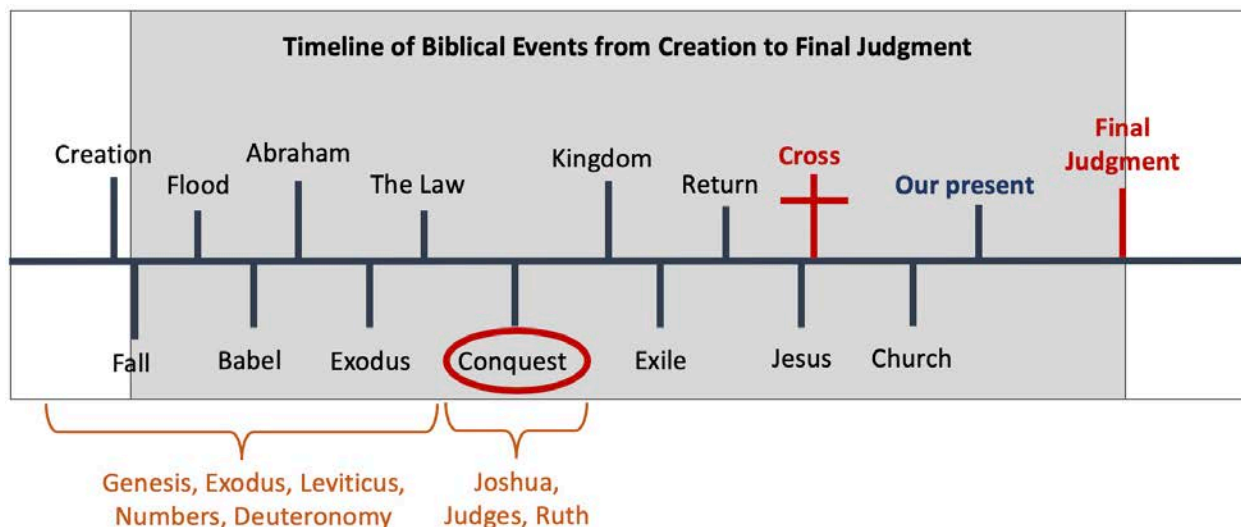 Timeline of Biblical Events from Creation to Final Judgment
Creation
Flood
Abraham
The Law
Kingdom
Return
Cross
Our present
Final
Judgment
Fall
Babel
Exodus
Conquest
Exile
Jesus
Church
Genesis, Exodus, Leviticus,
Numbers, Deuteronomy
Joshua,
Judges, Ruth